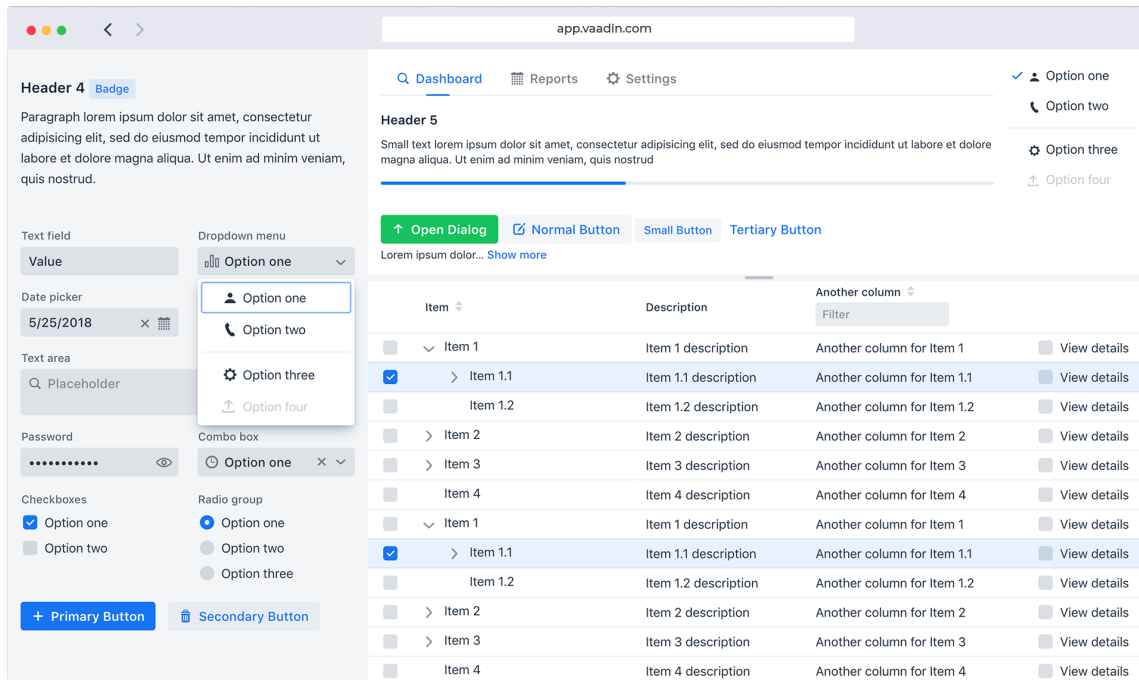 app.vaadin.com
Header 4 Badge
Paragraph lorem ipsum dolor sit amet, consectetur
adipisicing elit, sed do eiusmod tempor incididunt ut
labore et dolore magna aliqua. Ut enim ad minim veniam,
quis nostrud.
Text field
Value
Dropdown menu
Option one
Option one
Option two
Option three
Option four
Date picker
5/25/2018
Text area
Placeholder
Password
Combo box
Option one
Checkboxes
Option one
Option two
Radio group
Option one
Option two
Option three
Primary Button
Secondary Button
Dashboard Reports Settings
Header 5
Small text lorem ipsum dolor sit amet, consectetur adipisicing elit, sed do eiusmod tempor incididunt ut labore et dolore
magna aliqua. Ut enim ad minim veniam, quis nostrud
Option one
Option two
Option three
Option four
Open Dialog Normal Button Small Button Tertiary Button
Lorem ipsum dolor... Show more
Item Description Another column
Filter
Item 1 Item 1 description Another column for Item 1 View details
Item 1.1 Item 1.1 description Another column for Item 1.1 View details
Item 1.2 Item 1.2 description Another column for Item 1.2 View details
Item 2 Item 2 description Another column for Item 2 View details
Item 3 Item 3 description Another column for Item 3 View details
Item 4 Item 4 description Another column for Item 4 View details
Item 1 Item 1 description Another column for Item 1 View details
Item 1.1 Item 1.1 description Another column for Item 1.1 View details
Item 1.2 Item 1.2 description Another column for Item 1.2 View details
Item 2 Item 2 description Another column for Item 2 View details
Item 3 Item 3 description Another column for Item 3 View details
Item 4 Item 4 description Another column for Item 4 View details